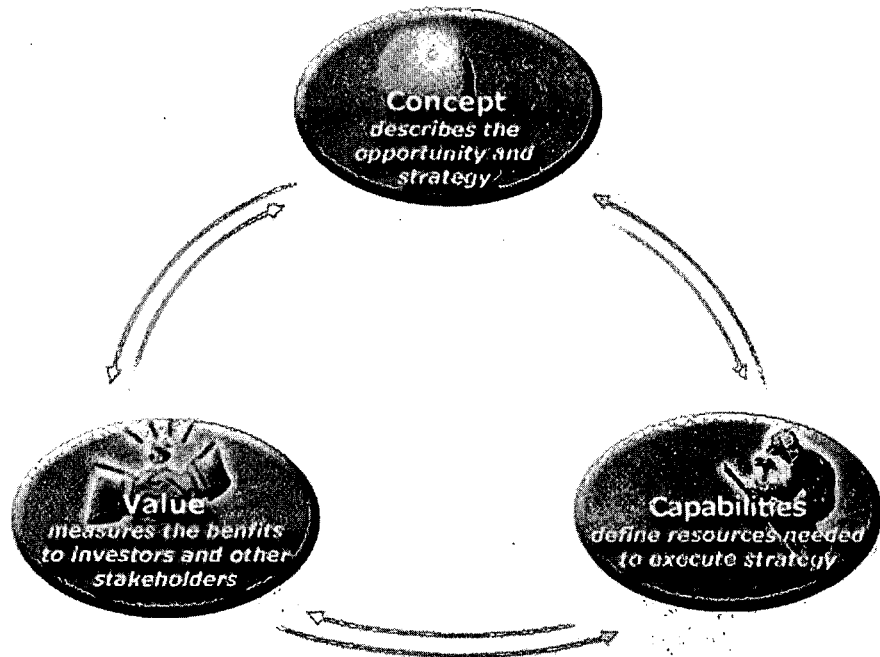 Concept
describes the
opportunity and
strategy
Value
measures the benfits
to investors and other
stakeholders
Capabilities
define resources needed
to execute strategy